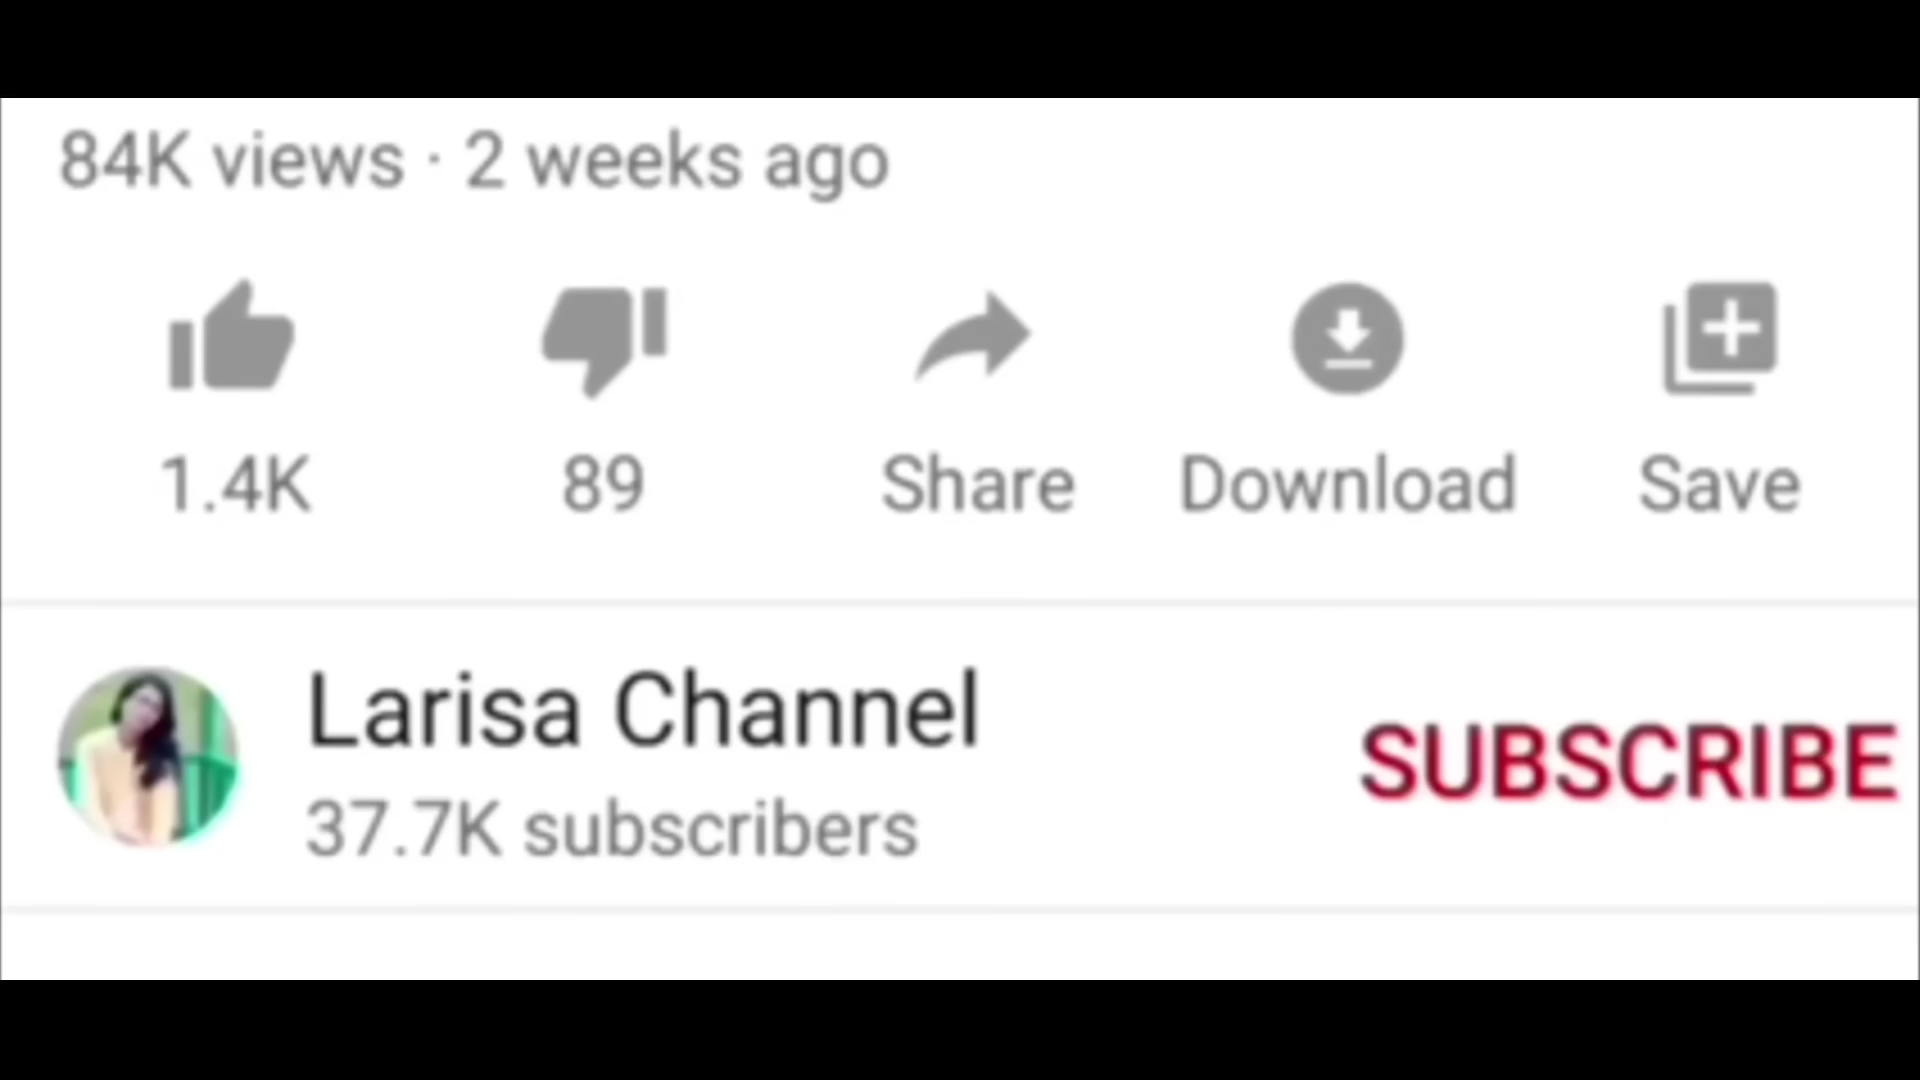 84K views · 2 weeks ago
1.4K 89 Share Download Save
Larisa Channel
SUBSCRIBE
37.7K subscribers